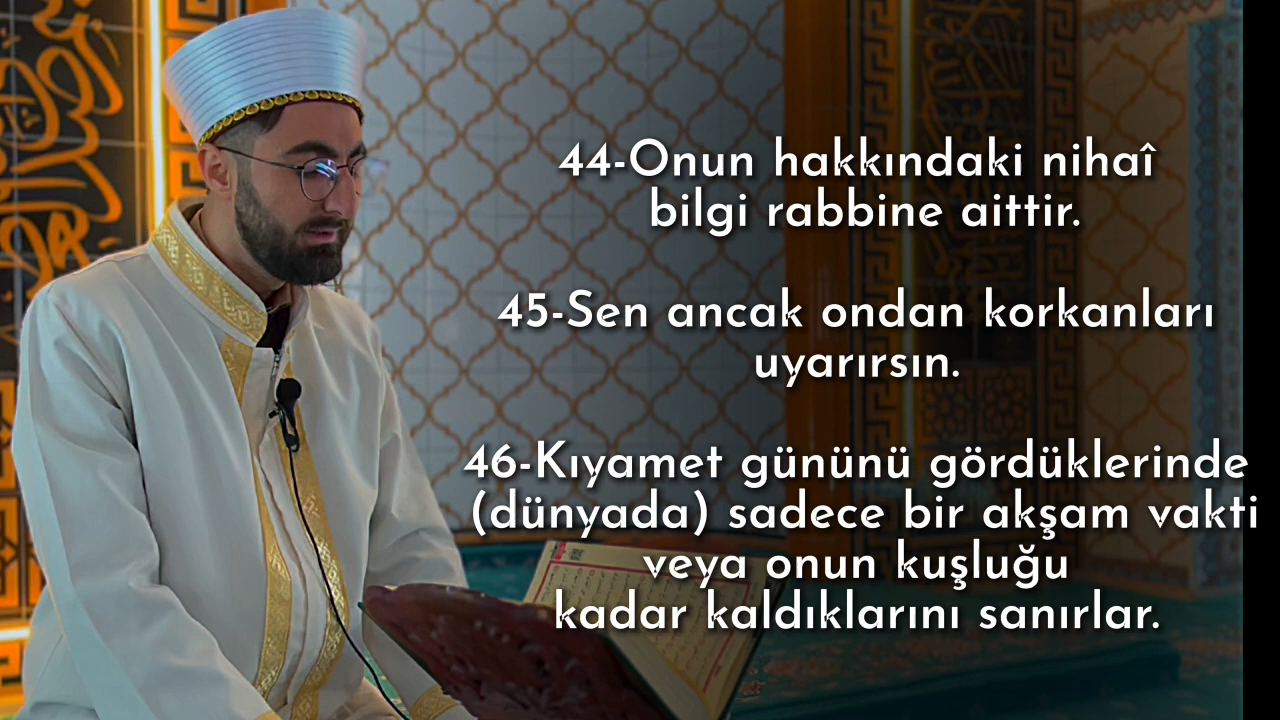 44-Onun hakkındaki nihaî
bilgi rabbine aittir.
45-Sen ancak ondan korkanları
uyarırsın.
46-Kıyamet gününü gördüklerinde
(dünyada) sadece bir akşam vakti
veya onun kuşluğu
kadar kaldıklarını sanırlar.